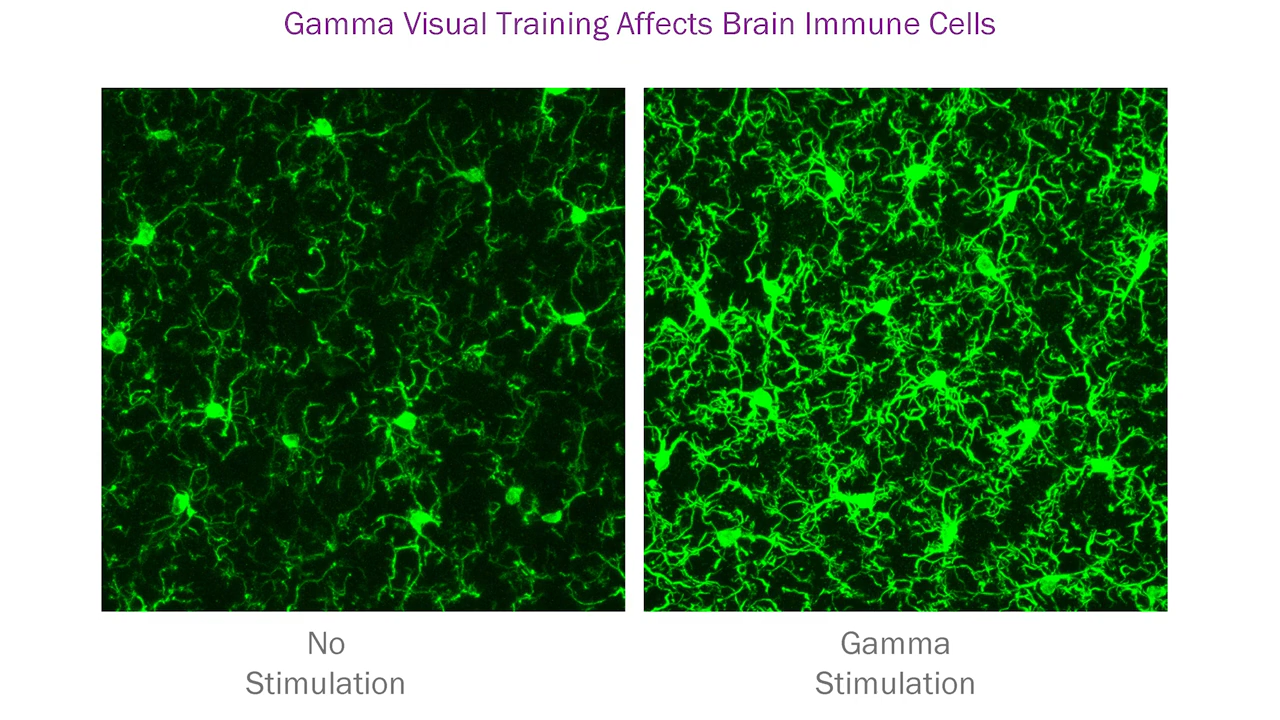 Gamma Visual Training Affects Brain Immune Cells
No
Stimulation
Gamma
Stimulation